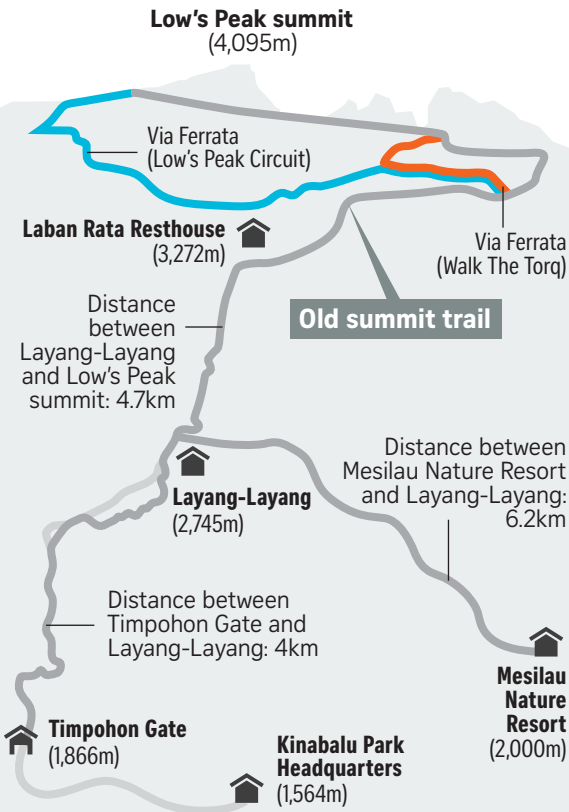 Low's Peak summit
(4,095m)
Via Ferrata
(Low's Peak Circuit)
Laban Rata Resthouse
(3,272m)
Via Ferrata
(Walk The Torq)
Old summit trail
Distance
between
Layang-Layang
and Low's Peak
summit: 4.7km
Distance between
Mesilau Nature Resort
and Layang-Layang:
6.2km
Layang-Layang
(2,745m)
Distance between
Timpohon Gate and
Layang-Layang: 4km
Mesilau
Nature
Resort
(2,000m)
Timpohon Gate
(1,866m)
Kinabalu Park
Headquarters
(1,564m)